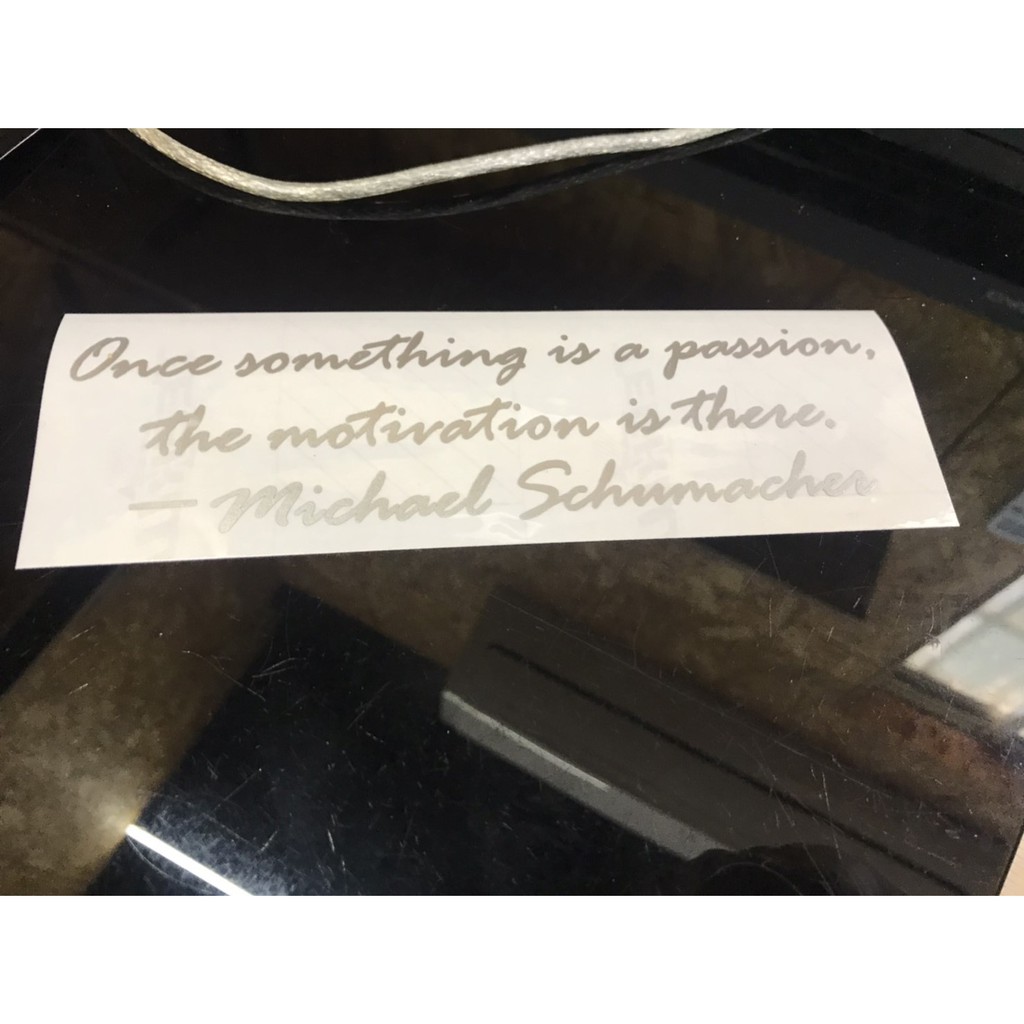 Once something is a passion,
the motivation is there.
— Michael Schumacher